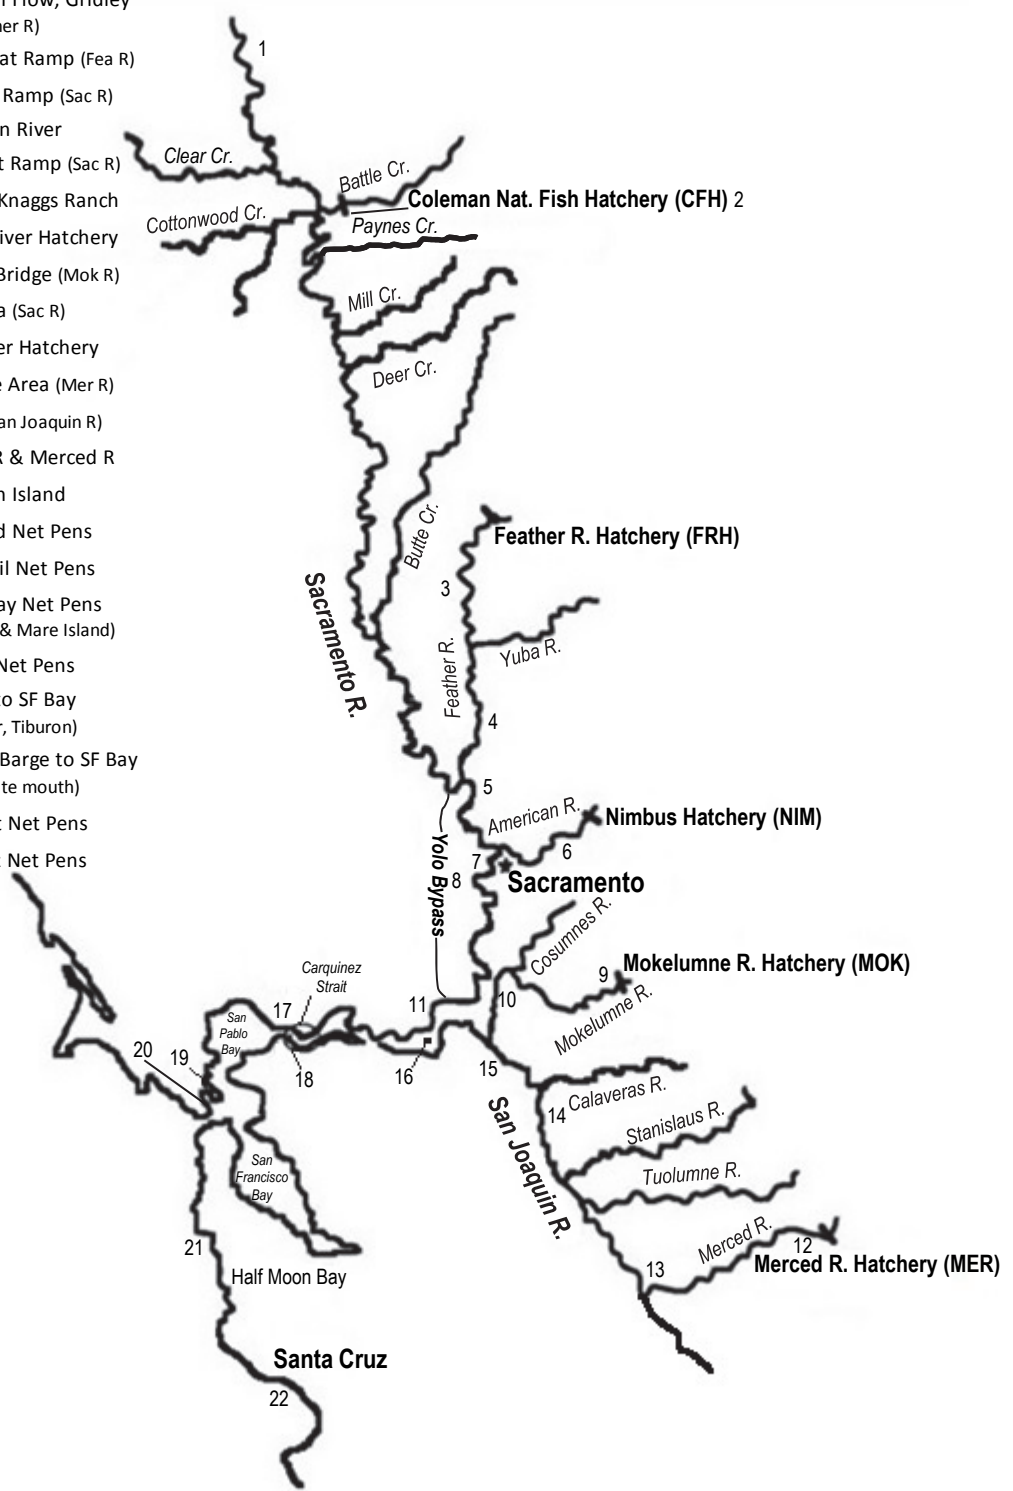 Flow, Gridley
er R)
at Ramp (Fea R)
Ramp (Sac R)
n River
t Ramp (Sac R)
Knaggs Ranch
iver Hatchery
Bridge (Mok R)
a (Sac R)
er Hatchery
e Area (Mer R)
an Joaquin R)
R & Merced R
n Island
d Net Pens
il Net Pens
ay Net Pens
& Mare Island)
Net Pens
to SF Bay
r, Tiburon)
Barge to SF Bay
te mouth)
t Net Pens
t Net Pens
1
Clear Cr.
Battle Cr.
Coleman Nat. Fish Hatchery (CFH) 2
Cottonwood Cr.
Paynes Cr.
Mill Cr.
Deer Cr.
Butte Cr.
Feather R. Hatchery (FRH)
3
Sacramento R.
Feather R.
Yuba R.
4
5
American R.
Nimbus Hatchery (NIM)
6
7
8
Yolo Bypass
Sacramento
Cosumnes R.
Mokelumne R. Hatchery (MOK)
9
Mokelumne R.
10
11
Carquinez
Strait
17
San
Pablo
Bay
20
19
18
16
15
Calaveras R.
14
San Joaquin R.
Stanislaus R.
Tuolumne R.
San
Francisco
Bay
Merced R.
12
Merced R. Hatchery (MER)
13
21
Half Moon Bay
Santa Cruz
22